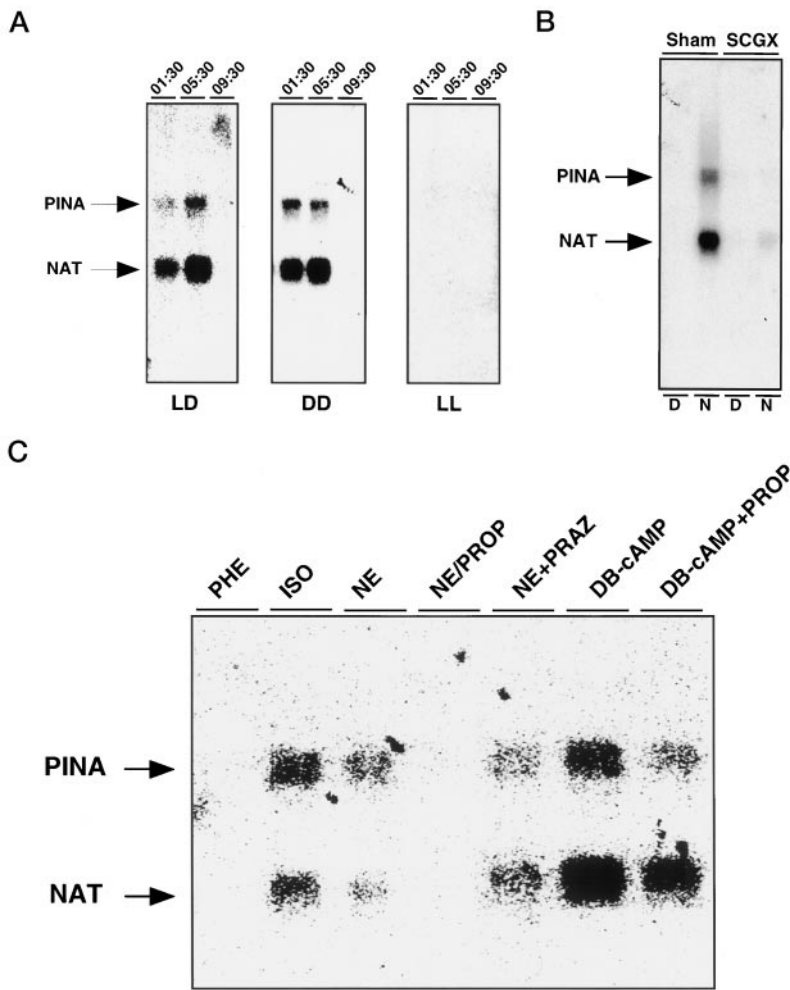 A
01:30 05:30 09:30
01:30 05:30 09:30
01:30 05:30 09:30
PINA
NAT
LD
DD
LL
B
Sham SCGX
PINA
NAT
D N D N
C
PHE ISO NE NE/PROP NE+PRAZ DB-cAMP DB-cAMP+PROP
PINA
NAT